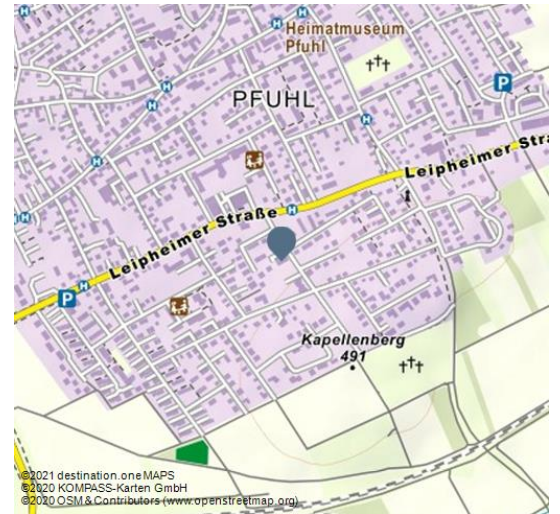 Heimatmuseum
Pfuhl
P
PFUHL
H
H
H
H
H
Leipheimer Stra
H
Leipheimer Straße
H
P
Kapellenberg
491
©2021 destination.one MAPS
©2020 KOMPASS-Karten GmbH
©2020 OSM & Contributors (www.openstreetmap.org)